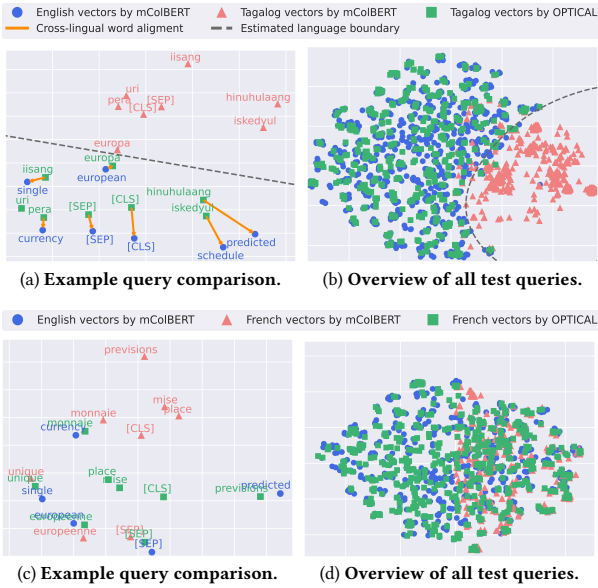 English vectors by mColBERT Tagalog vectors by mColBERT Tagalog vectors by OPTICAL
Cross-lingual word aligment Estimated language boundary
iisang
uri
pera [SEP]
[CLS]
hinuhulaang
iskedyul
europa
europa
european
iisang
single
uri
pera
currency
[SEP]
[SEP]
[CLS]
[CLS]
hinuhulaang
iskedyul
predicted
schedule
(a) Example query comparison.
(b) Overview of all test queries.
English vectors by mColBERT French vectors by mColBERT French vectors by OPTICAL
previsions
mise
place
monnaie
[CLS]
monnaie
currency
unique
unique
single
place
mise
[CLS]
previsions
predicted
european
europeenne
europeenne
[SEP]
[SEP]
[SEP]
(c) Example query comparison.
(d) Overview of all test queries.